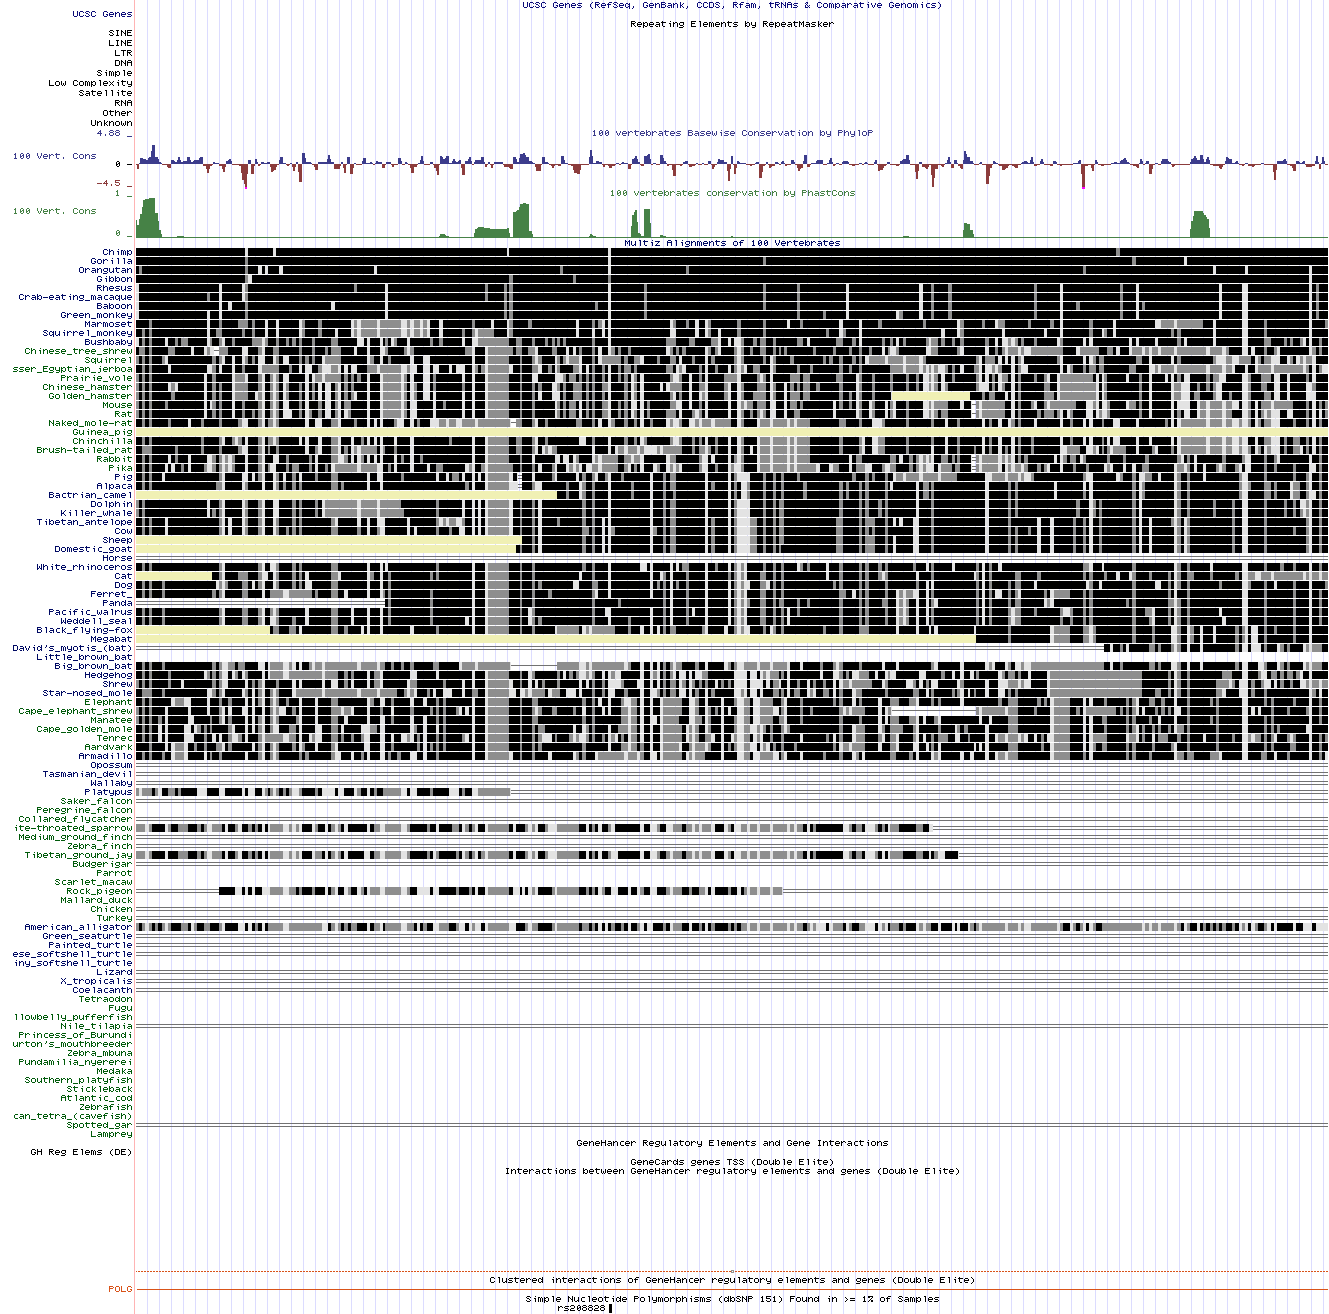 UCSC Genes (RefSeq, GenBank, CCDS, Rfam, tRNAs & Comparative Genomics)
UCSC Genes
Repeating Elements by RepeatMasker
SINE
LINE
LTR
DNA
Simple
Low Complexity
Satellite
RNA
Other
Unknown
4.88 _
100 vertebrates Basewise Conservation by PhyloP
100 Vert. Cons
0 _
-4.5 _
1 _
100 vertebrates conservation by PhastCons
100 Vert. Cons
0 _
Multiz Alignments of 100 Vertebrates
Chimp
Gorilla
Orangutan
Gibbon
Rhesus
Crab-eating_macaque
Baboon
Green_monkey
Marmoset
Squirrel_monkey
Bushbaby
Chinese_tree_shrew
Squirrel
sser_Egyptian_jerboa
Prairie_vole
Chinese_hamster
Golden_hamster
Mouse
Rat
Naked_mole-rat
Guinea_pig
Chinchilla
Brush-tailed_rat
Rabbit
Pika
Pig
Alpaca
Bactrian_camel
Dolphin
Killer_whale
Tibetan_antelope
Cow
Sheep
Domestic_goat
Horse
White_rhinoceros
Cat
Dog
Ferret_
Panda
Pacific_walrus
Weddell_seal
Black_flying-fox
Megabat
David's_myotis_(bat)
Little_brown_bat
Big_brown_bat
Hedgehog
Shrew
Star-nosed_mole
Elephant
Cape_elephant_shrew
Manatee
Cape_golden_mole
Tenrec
Aardvark
Armadillo
Opossum
Tasmanian_devil
Wallaby
Platypus
Saker_falcon
Peregrine_falcon
Collared_flycatcher
ite-throated_sparrow
Medium_ground_finch
Zebra_finch
Tibetan_ground_jay
Budgerigar
Parrot
Scarlet_macaw
Rock_pigeon
Mallard_duck
Chicken
Turkey
American_alligator
Green_seaturtle
Painted_turtle
ese_softshell_turtle
iny_softshell_turtle
Lizard
X_tropicalis
Coelacanth
Tetraodon
Fugu
llowbelly_pufferfish
Nile_tilapia
Princess_of_Burundi
urton's_mouthbreeder
Zebra_mbuna
Pundamilia_nyererei
Medaka
Southern_platyfish
Stickleback
Atlantic_cod
Zebrafish
can_tetra_(cavefish)
Spotted_gar
Lamprey
GeneHancer Regulatory Elements and Gene Interactions
GH Reg Elems (DE)
GeneCards genes TSS (Double Elite)
Interactions between GeneHancer regulatory elements and genes (Double Elite)
Clustered interactions of GeneHancer regulatory elements and genes (Double Elite)
POLG
Simple Nucleotide Polymorphisms (dbSNP 151) Found in >= 1% of Samples
rs208828